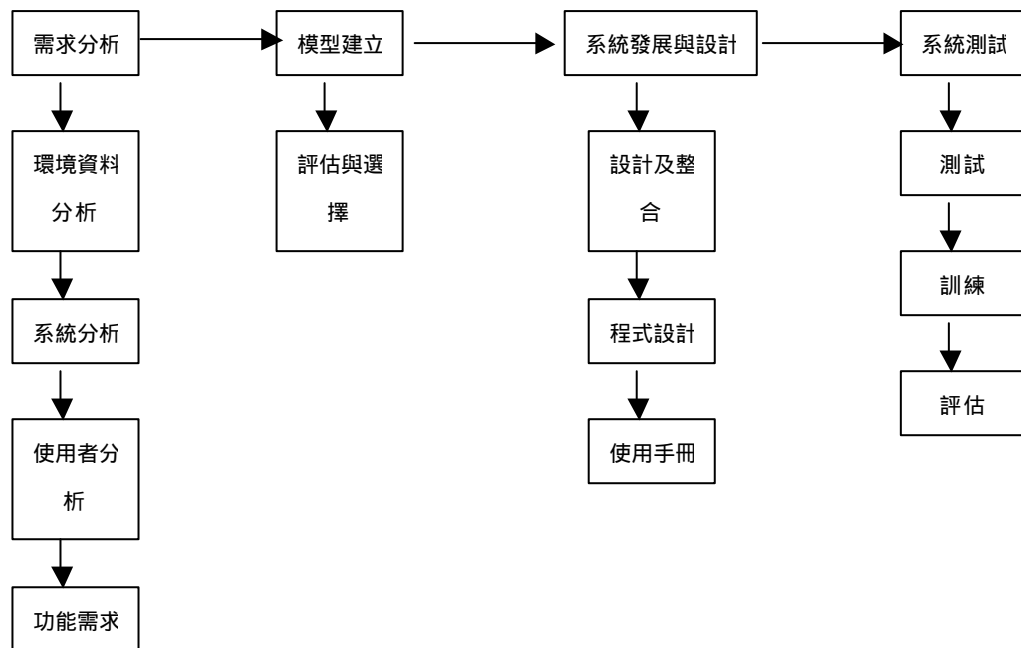 需求分析
模型建立
系統發展與設計
系統測試
環境資料
分析
評估與選
擇
設計及整
合
測試
系統分析
程式設計
訓練
使用者分
析
使用手冊
評估
功能需求